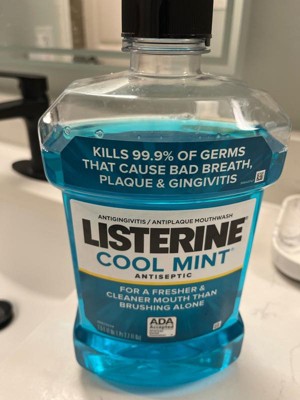 KILLS 99.9% OF GERMS
THAT CAUSE BAD BREATH,
PLAQUE & GINGIVITIS
ANTIGINGIVITIS / ANTIPLAQUE MOUTHWASH
LISTERINE
COOL MINT
ANTISEPTIC
FOR A FRESHER &
CLEANER MOUTH THAN
BRUSHING ALONE
ADA
Accepted